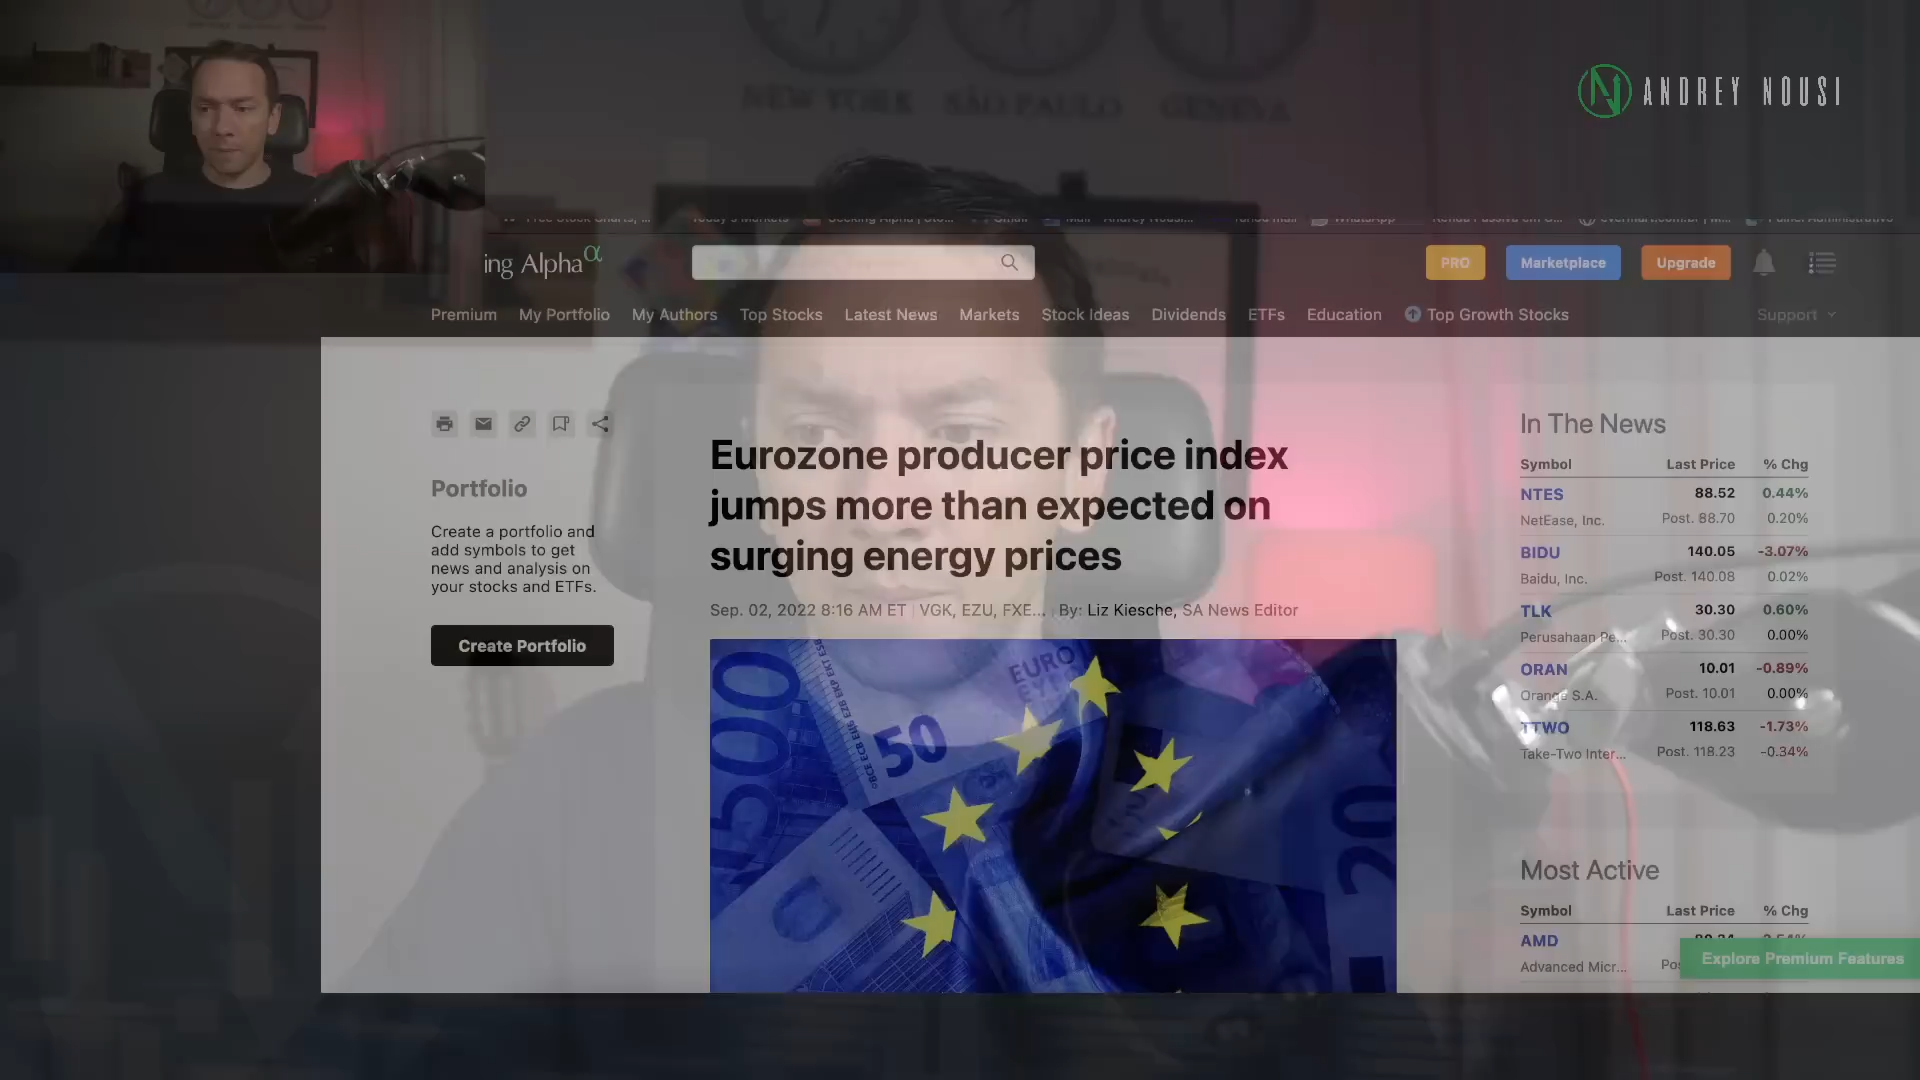 NEW YORK SÃO PAULO GENEVA
ANDREY NOUSI
ing Alpha α
PRO
Marketplace
Upgrade
Premium My Portfolio My Authors Top Stocks Latest News Markets Stock Ideas Dividends ETFs Education Top Growth Stocks Support
Portfolio
Create a portfolio and
add symbols to get
news and analysis on
your stocks and ETFs.
Create Portfolio
Eurozone producer price index
jumps more than expected on
surging energy prices
Sep. 02, 2022 8:16 AM ET | VGK, EZU, FXE... | By: Liz Kiesche, SA News Editor
EURO
500
50
20
In The News
Symbol Last Price % Chg
NTES 88.52 0.44%
NetEase, Inc. Post. 88.70 0.20%
BIDU 140.05 -3.07%
Baidu, Inc. Post. 140.08 0.02%
TLK 30.30 0.60%
Perusahaan Pe... Post. 30.30 0.00%
ORAN 10.01 -0.89%
Orange S.A. Post. 10.01 0.00%
TTWO 118.63 -1.73%
Take-Two Inter... Post. 118.23 -0.34%
Most Active
Symbol Last Price % Chg
AMD
Advanced Micr...
Explore Premium Features